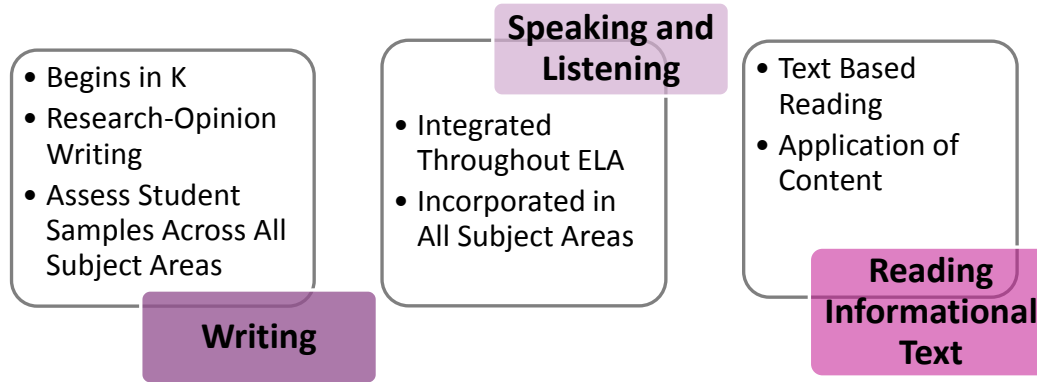 • Begins in K
• Research-Opinion
Writing
• Assess Student
Samples Across All
Subject Areas
Writing
Speaking and
Listening
• Integrated
Throughout ELA
• Incorporated in
All Subject Areas
• Text Based
Reading
• Application of
Content
Reading
Informational
Text